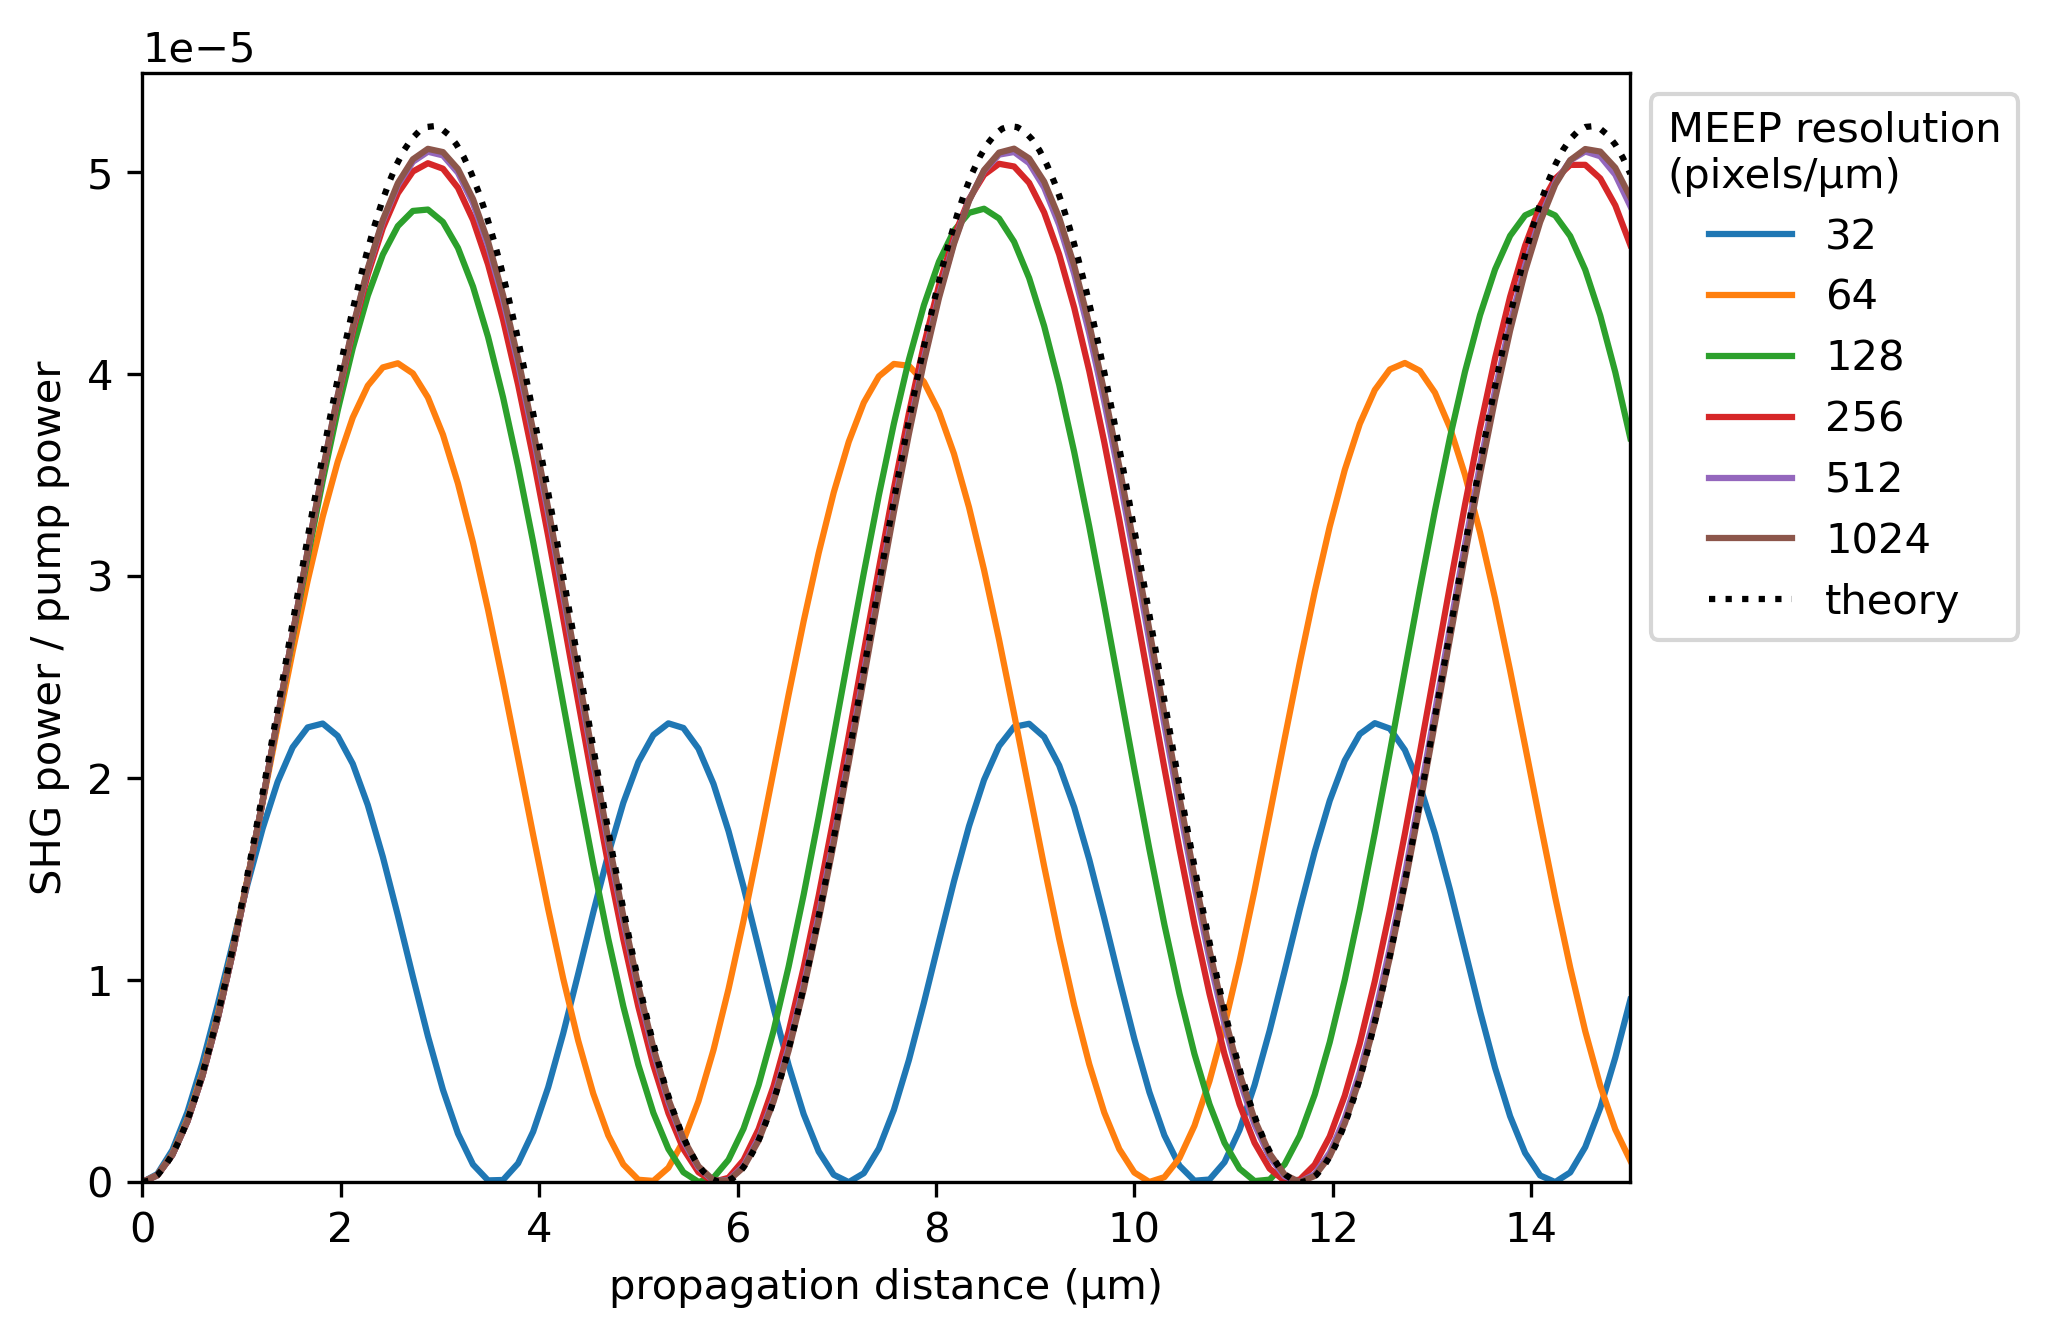 1e−5
SHG power / pump power
5
4
3
2
1
0
0 2 4 6 8 10 12 14
propagation distance (µm)
MEEP resolution
(pixels/µm)
32
64
128
256
512
1024
theory